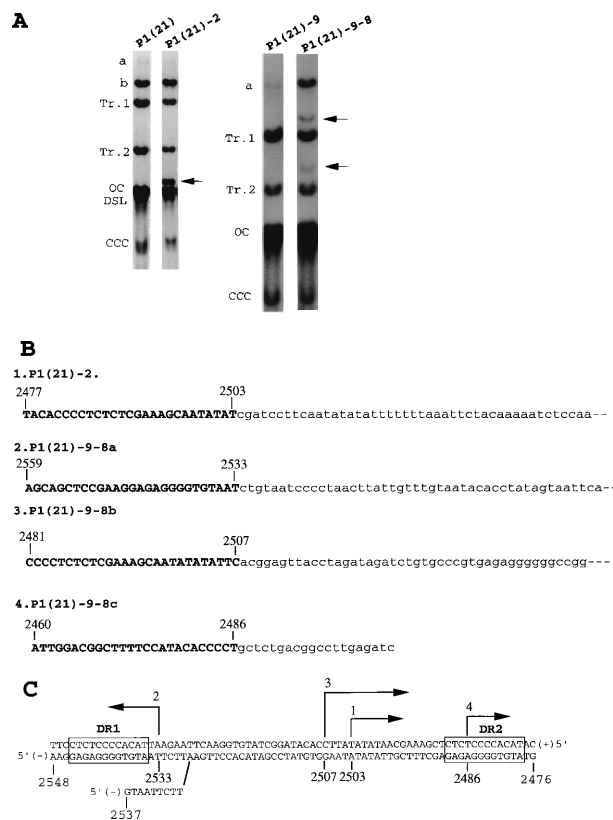 A
P1(21)
P1(21)-2
P1(21)-9
P1(21)-9-8
a
b
Tr.1
Tr.2
OC
DSL
CCC
a
Tr.1
Tr.2
OC
CCC
B
1.P1(21)-2.
2477 2503
TACACCCCTCTCTCGAAAGCAATATATcgatccttcaatatatatttttttaaattctacaaaaatctccaa--
2.P1(21)-9-8a
2559 2533
AGCAGCTCCGAAGGAGAGGGGTGTAATctgtaatcccctaacttattgtttgtaatacacctatagtaattca--
3.P1(21)-9-8b
2481 2507
CCCCTCTCTCGAAAGCAATATATATTCacggagttacctagatagatctgtgcccgtgagaggggggccgg---
4.P1(21)-9-8c
2460 2486
ATTGGACGGCTTTTCCATACACCCCTgctctgacggccttgagatc
C
2 3 1 4
DR1 DR2
TTCCTCTCCCCACATTAAGAATTCAAGGTGTATCGGATACACCTTATATATAACGAAAGCTCTCTCCCCACATAC(+)5'
5'(-)AAGGAGAGGGGTGTAATTCTTAAGTTCCACATAGCCTATGTGGAATATATATTGCTTTCGAGAGAGGGGTGTATG
2548 2533 2507 2503 2486 2476
5'(-)GTAATTCTT
2537